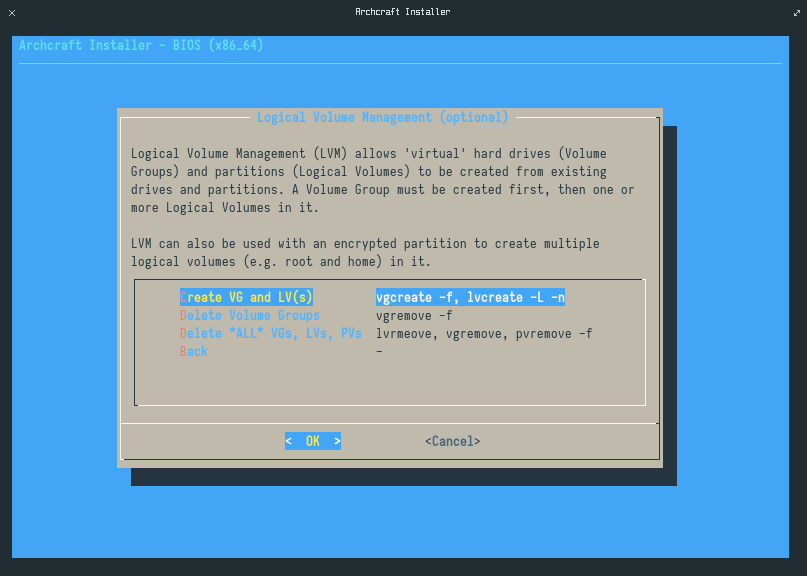 Archcraft Installer
Archcraft Installer - BIOS (x86_64)
Logical Volume Management (optional)
Logical Volume Management (LVM) allows 'virtual' hard drives (Volume
Groups) and partitions (Logical Volumes) to be created from existing
drives and partitions. A Volume Group must be created first, then one or
more Logical Volumes in it.
LVM can also be used with an encrypted partition to create multiple
logical volumes (e.g. root and home) in it.
Create VG and LV(s) vgcreate -f, lvcreate -L -n
Delete Volume Groups vgremove -f
Delete *ALL* VGs, LVs, PVs lvrmeove, vgremove, pvremove -f
Back -
< OK > <Cancel>